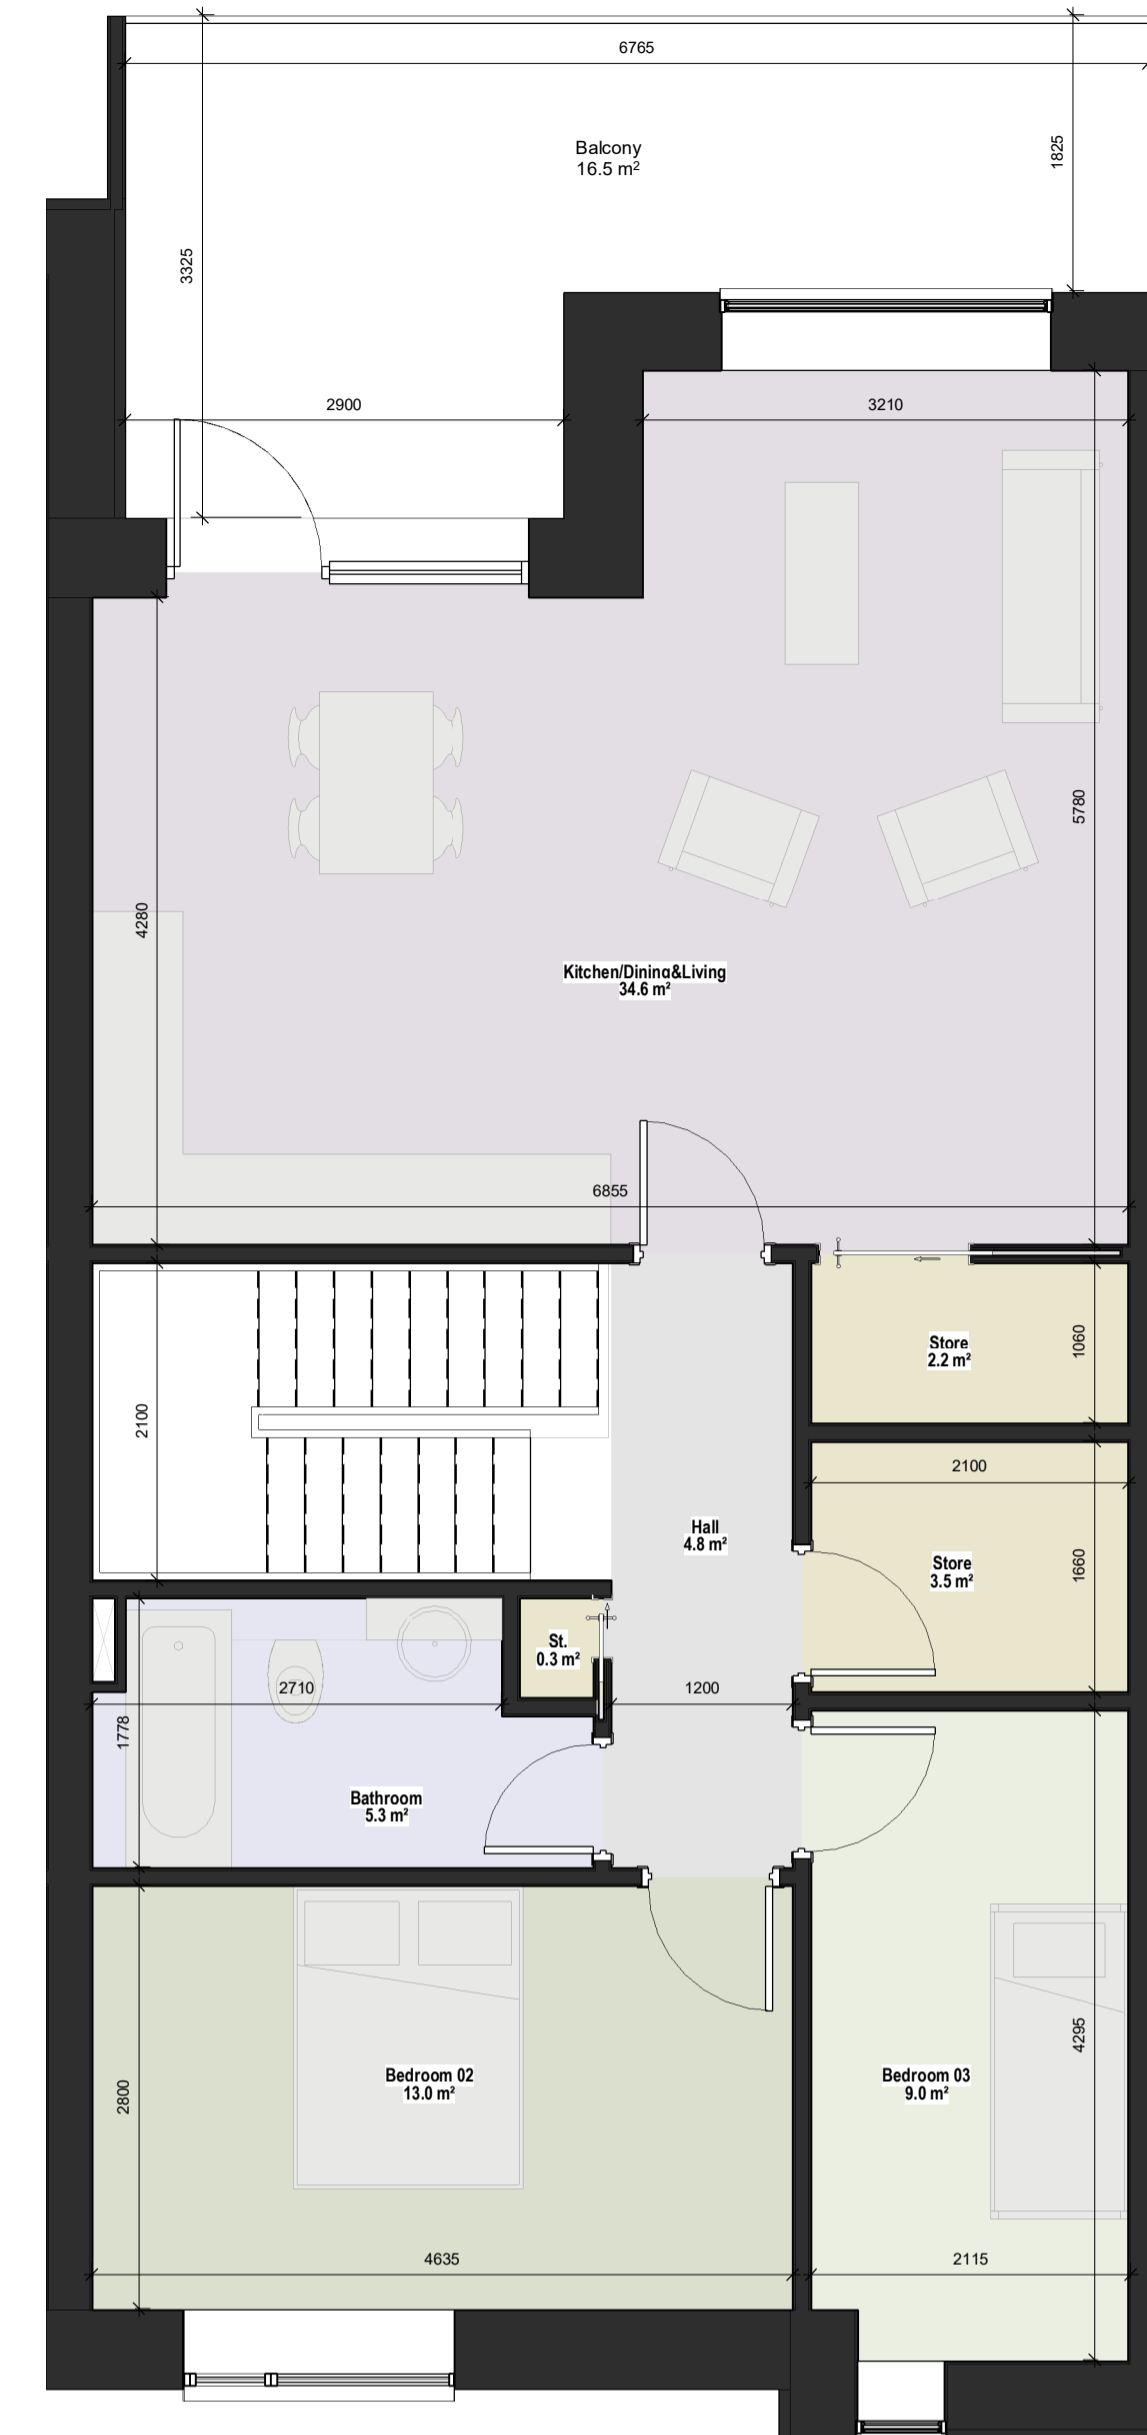 6765
Balcony
16.5 m²
1825
3325
2900
3210
5780
4280
Kitchen/Dining&Living
34.6 m²
6855
Store
2.2 m²
1060
2100
2100
Hall
4.8 m²
Store
3.5 m²
1660
St.
0.3 m²
2710
1200
1778
Bathroom
5.3 m²
4295
Bedroom 02
13.0 m²
Bedroom 03
9.0 m²
2800
4635
2115